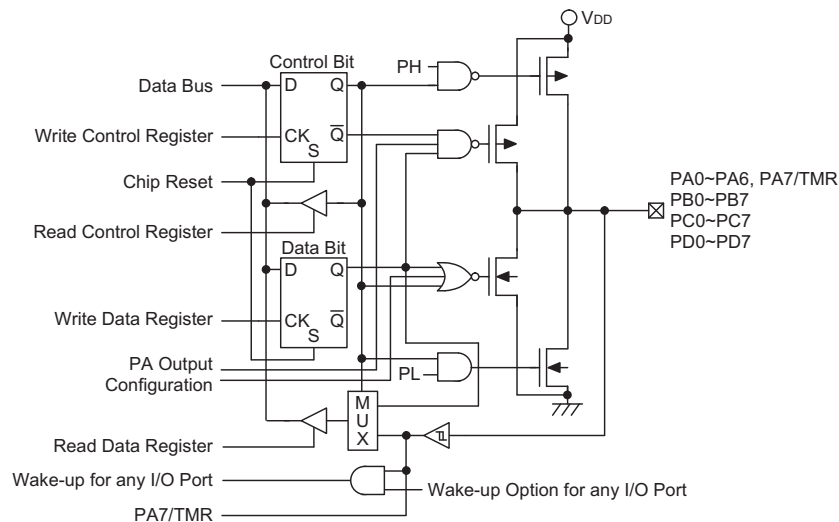 VDD
Control Bit
PH
Data Bus
D
Q
Write Control Register
CK
Q
S
Chip Reset
PA0~PA6, PA7/TMR
PB0~PB7
PC0~PC7
PD0~PD7
Read Control Register
Data Bit
D
Q
Write Data Register
CK
Q
S
PA Output
Configuration
PL
M
U
X
Read Data Register
Wake-up for any I/O Port
Wake-up Option for any I/O Port
PA7/TMR